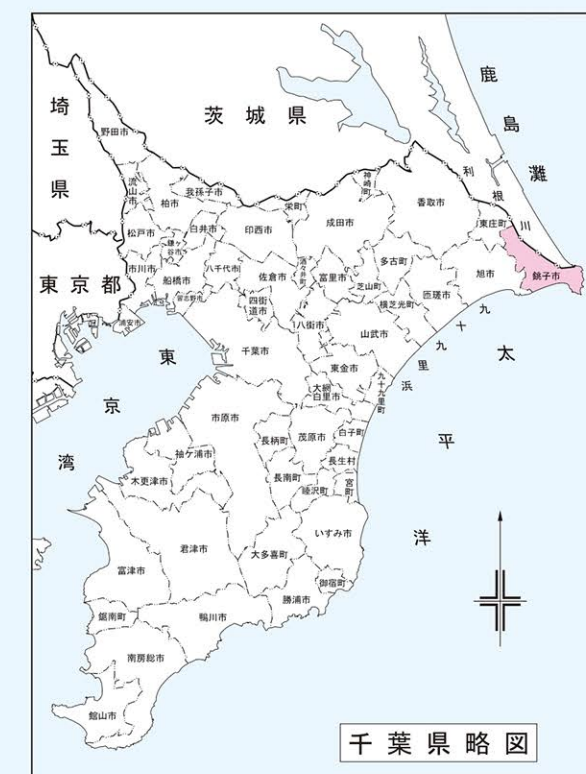 埼玉県
茨城県
鹿島灘
利根川
東京都
東京湾
太平洋
九十九里浜
野田市
流山市
柏市
我孫子市
栄町
神崎町
香取市
東庄町
銚子市
松戸市
鎌ヶ谷市
白井市
印西市
成田市
市川市
船橋市
八千代市
佐倉市
酒々井町
富里市
多古町
芝山町
旭市
匝瑳市
横芝光町
浦安市
習志野市
四街道市
八街市
山武市
千葉市
東金市
大網白里市
九十九里町
市原市
長柄町
茂原市
白子町
長生村
袖ケ浦市
木更津市
長南町
睦沢町
宮町
いすみ市
君津市
大多喜町
富津市
御宿町
勝浦市
鋸南町
鴨川市
南房総市
館山市
千葉県略図